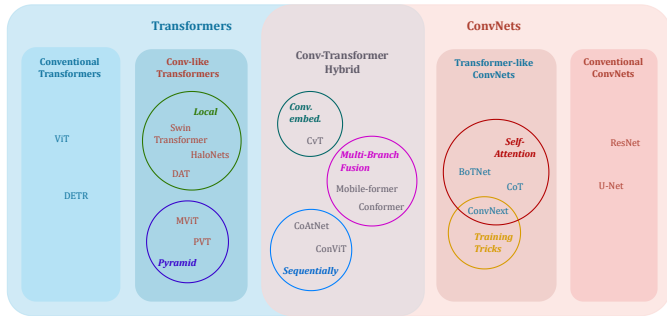 Transformers
ConvNets
Conventional
Transformers
ViT
DETR
Conv-like
Transformers
Local
Swin
Transformer
HaloNets
DAT
MViT
PVT
Pyramid
Conv-Transformer
Hybrid
Conv.
embed.
CvT
Multi-Branch
Fusion
Mobile-former
Conformer
CoAtNet
ConViT
Sequentially
Transformer-like
ConvNets
Self-
Attention
BoTNet
CoT
ConvNext
Training
Tricks
Conventional
ConvNets
ResNet
U-Net